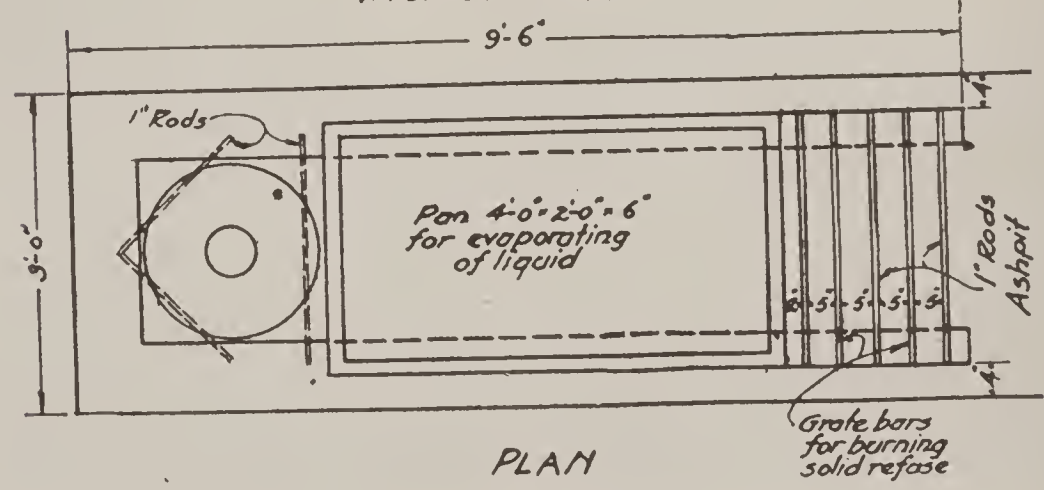 9'-6"
4"
1" Rods
Pan 4'-0" × 2'-0" × 6"
for evaporating
of liquid
9'-0"
5" 5" 5" 5"
1" Rods
Ashpit
4"
Grate bars
for burning
solid refuse
PLAN